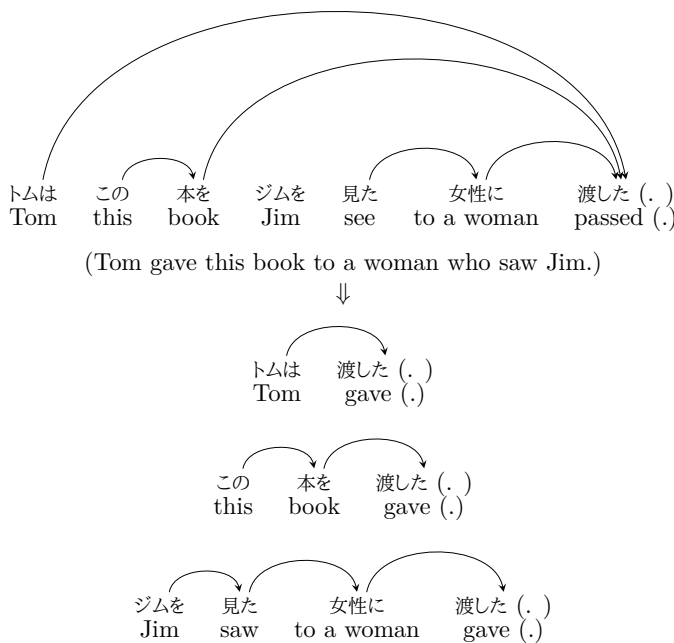 トムは この 本を ジムを 見た 女性に 渡した (. )
Tom this book Jim see to a woman passed (.)
(Tom gave this book to a woman who saw Jim.)
⇓
トムは 渡した (. )
Tom gave (.)
この 本を 渡した (. )
this book gave (.)
ジムを 見た 女性に 渡した (. )
Jim saw to a woman gave (.)